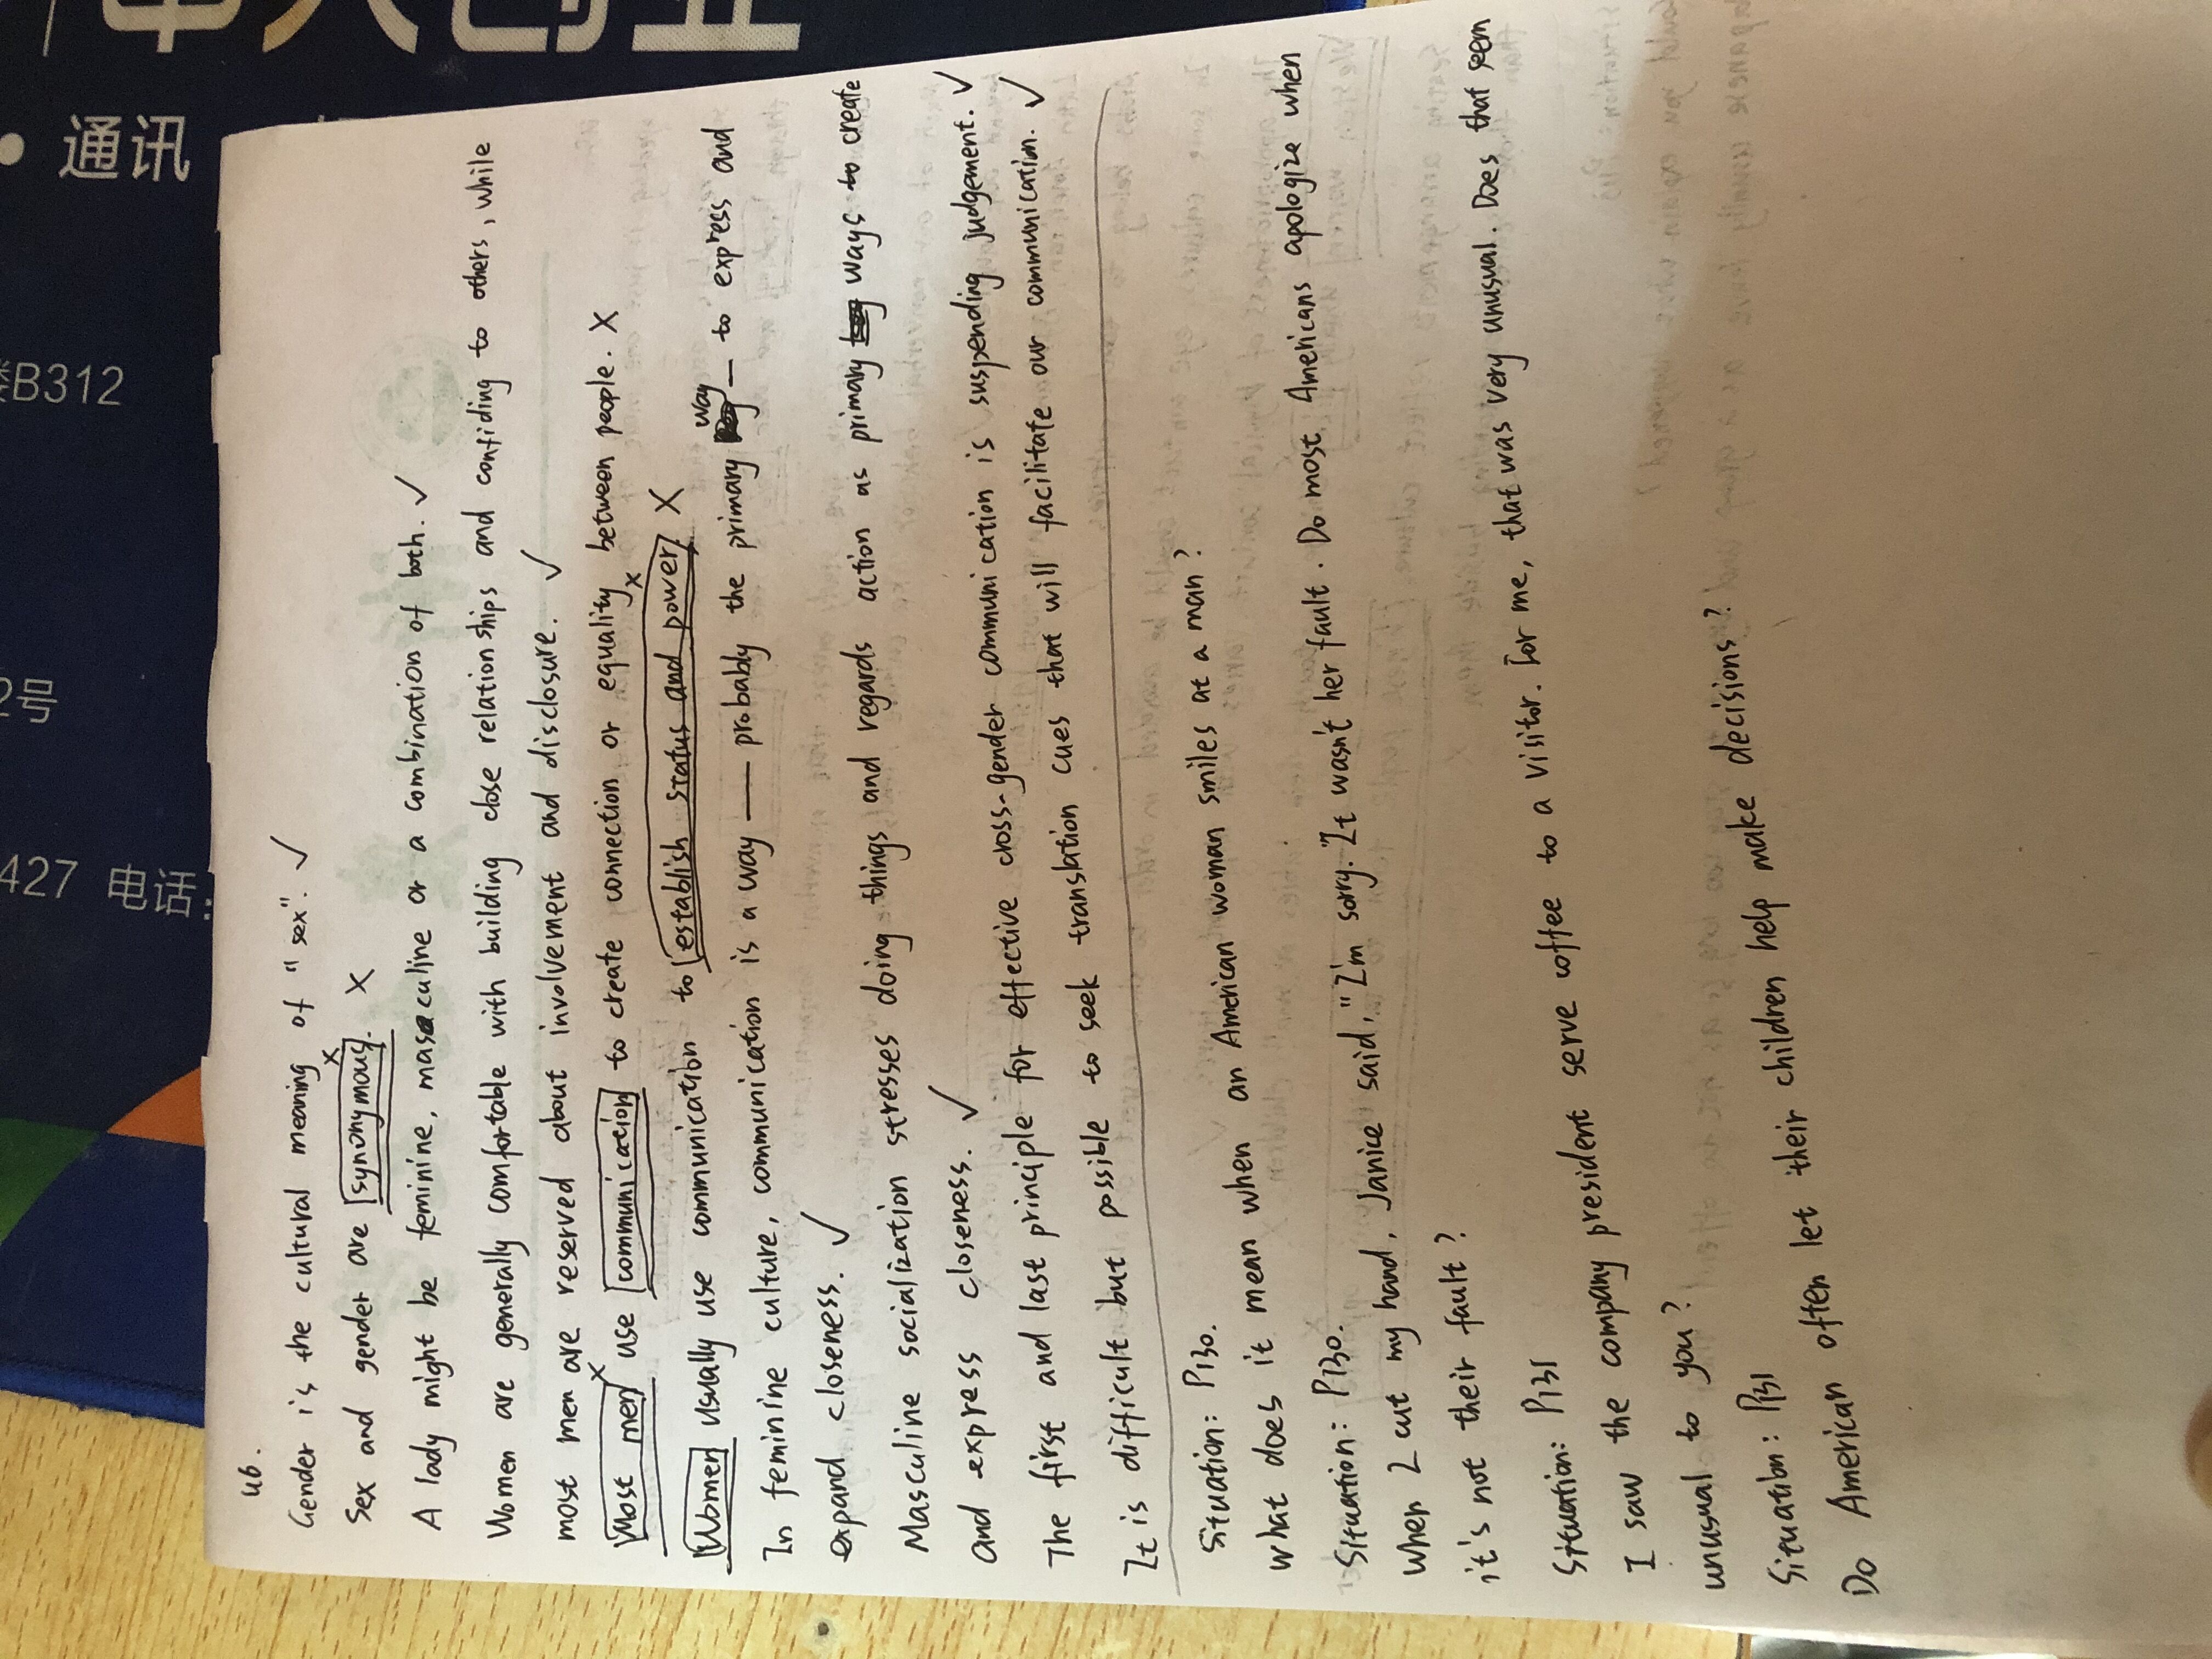 U6.
Gender is the cultural meaning of "sex". ✓
Sex and gender are synonymous. ×
A lady might be feminine, masculine or a combination of both. ✓
Women are generally comfortable with building close relationships and confiding to others, while
most men are reserved about involvement and disclosure. ✓
Most men use communication to create connection or equality between people. ×
Women usually use communication to establish status and power. ×
In feminine culture, communication is a way — probably the primary way — to express and
expand closeness. ✓
Masculine socialization stresses doing things and regards action as primary ways to create
and express closeness. ✓
The first and last principle for effective cross-gender communication is suspending judgement. ✓
It is difficult but possible to seek translation cues that will facilitate our communication. ✓
Situation: P130.
what does it mean when an American woman smiles at a man?
Situation: P130.
When I cut my hand, Janice said, "I'm sorry." It wasn't her fault. Do most Americans apologize when
it's not their fault?
Situation: P131
I saw the company president serve coffee to a visitor. For me, that was very unusual. Does that seem
unusual to you?
Situation: P131
Do American often let their children help make decisions?
通讯
B312
2号
427 电话: